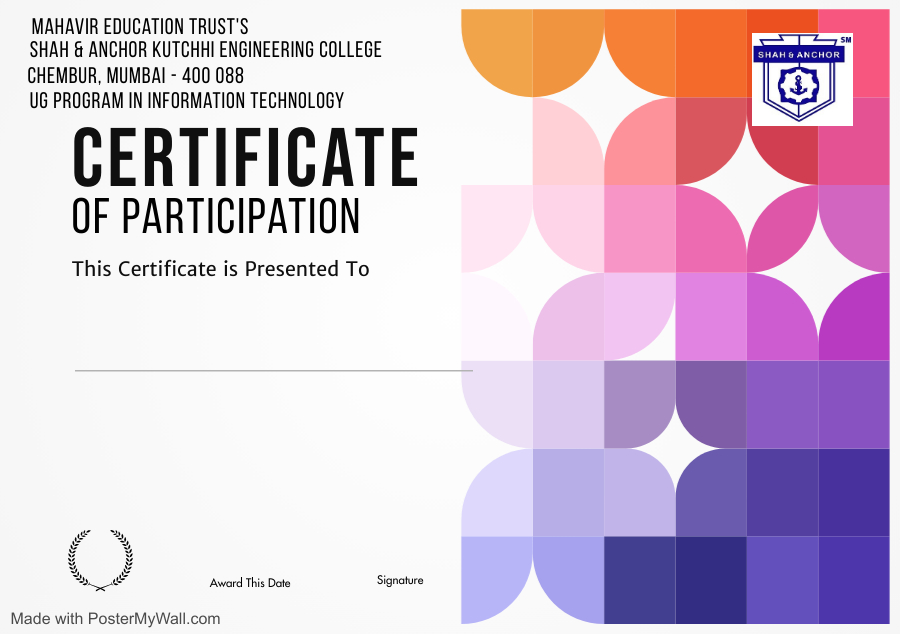 MAHAVIR EDUCATION TRUST'S
SHAH & ANCHOR KUTCHHI ENGINEERING COLLEGE
CHEMBUR, MUMBAI - 400 088
UG PROGRAM IN INFORMATION TECHNOLOGY
SM
SHAH & ANCHOR
CERTIFICATE
OF PARTICIPATION
This Certificate is Presented To
Award This Date
Signature
Made with PosterMyWall.com